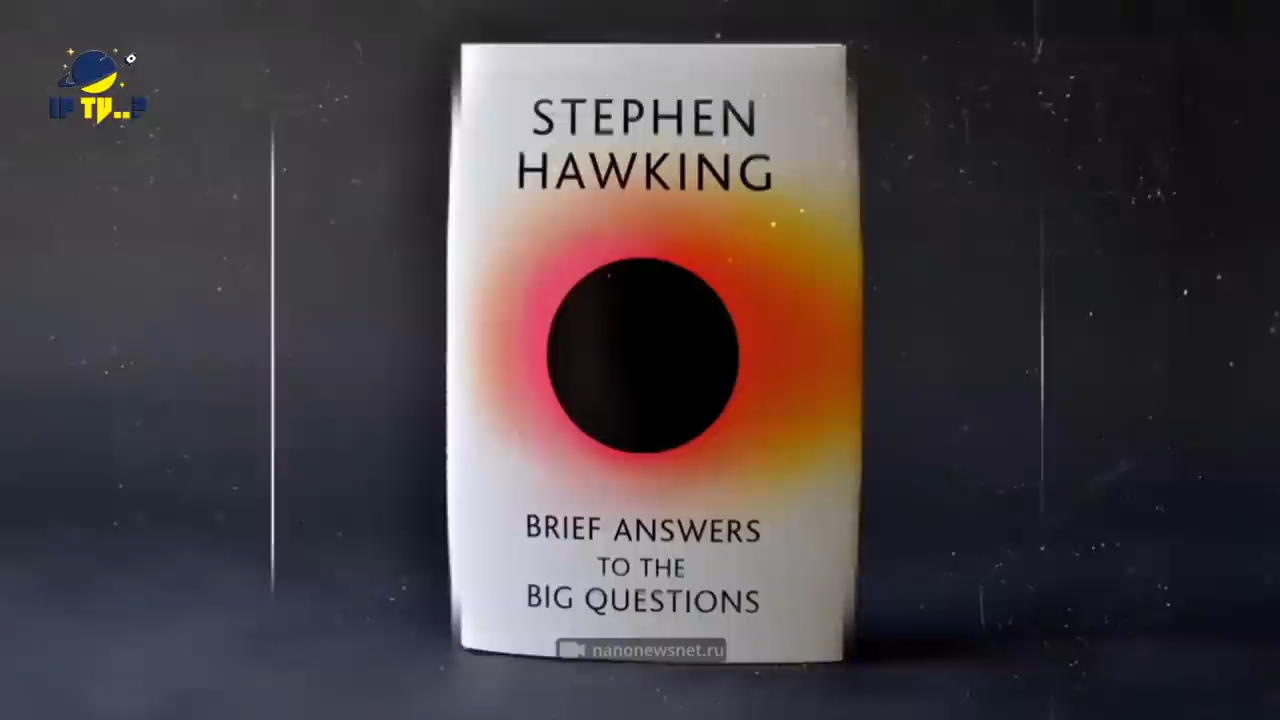 STEPHEN
HAWKING
BRIEF ANSWERS
TO THE
BIG QUESTIONS
nanonewsnet.ru